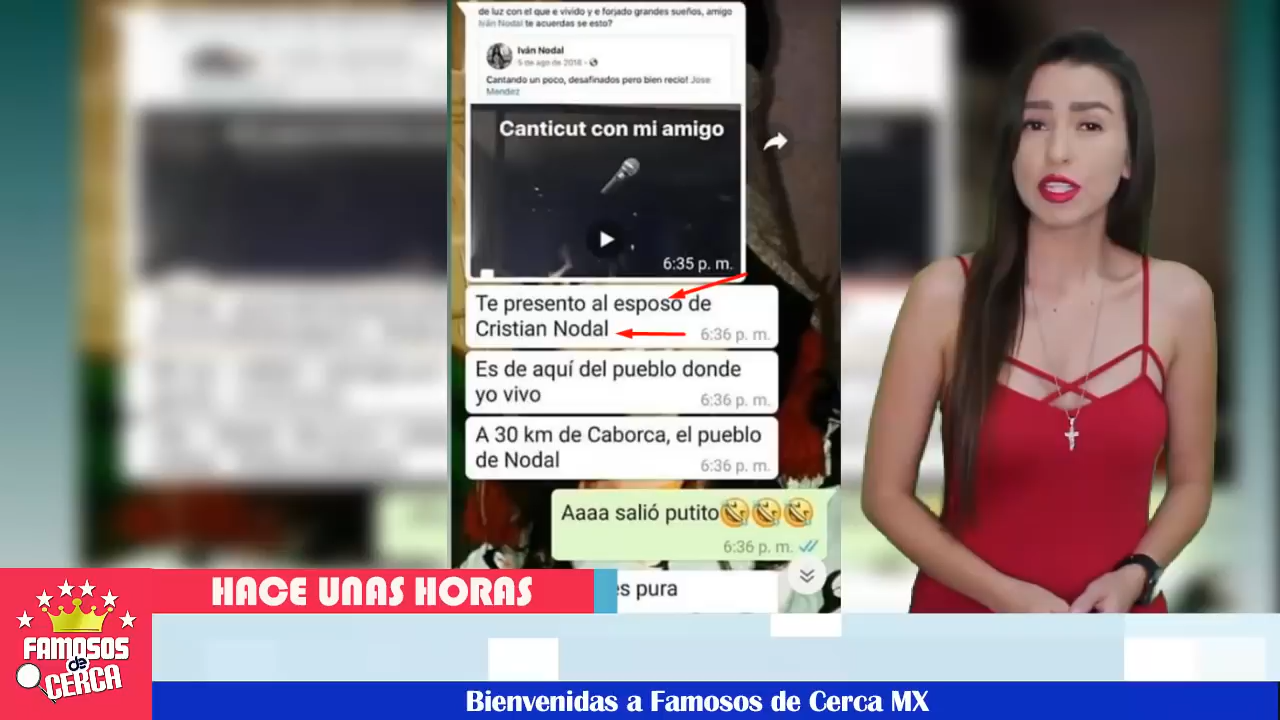 de luz con el que e vivido y e forjado grandes sueños, amigo
Iván Nodal te acuerdas se esto?
Iván Nodal
5 de ago de 2018
Cantando un poco, desafinados pero bien recio! Jose
Mendez
Canticut con mi amigo
6:35 p. m.
Te presento al esposo de
Cristian Nodal
6:36 p. m.
Es de aquí del pueblo donde
yo vivo
6:36 p. m.
A 30 km de Caborca, el pueblo
de Nodal
6:36 p. m.
Aaaa salió putito🤣🤣🤣
6:36 p. m.
es pura
HACE UNAS HORAS
FAMOSOS
de
CERCA
Bienvenidas a Famosos de Cerca MX